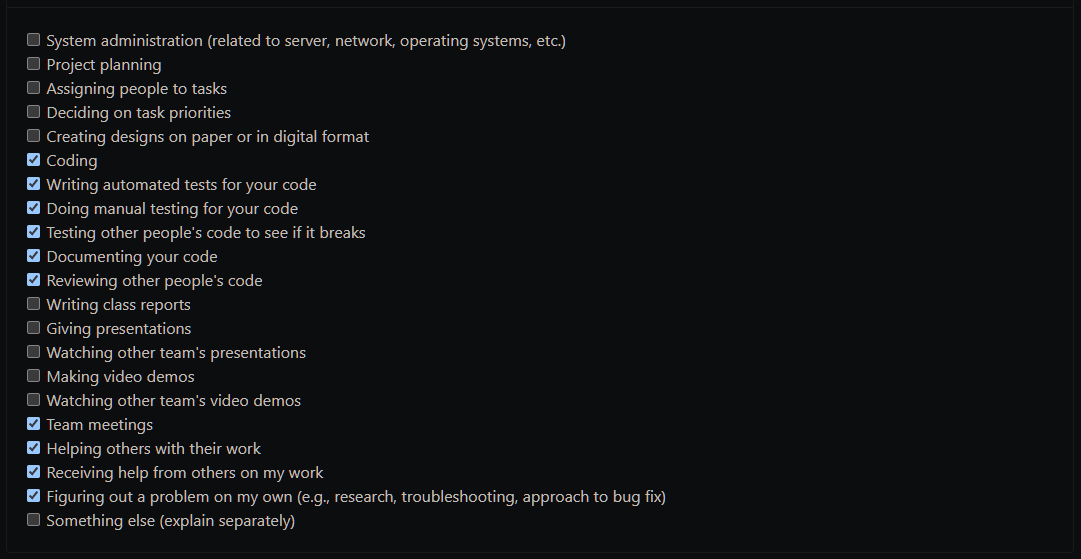 System administration (related to server, network, operating systems, etc.)
Project planning
Assigning people to tasks
Deciding on task priorities
Creating designs on paper or in digital format
Coding
Writing automated tests for your code
Doing manual testing for your code
Testing other people's code to see if it breaks
Documenting your code
Reviewing other people's code
Writing class reports
Giving presentations
Watching other team's presentations
Making video demos
Watching other team's video demos
Team meetings
Helping others with their work
Receiving help from others on my work
Figuring out a problem on my own (e.g., research, troubleshooting, approach to bug fix)
Something else (explain separately)